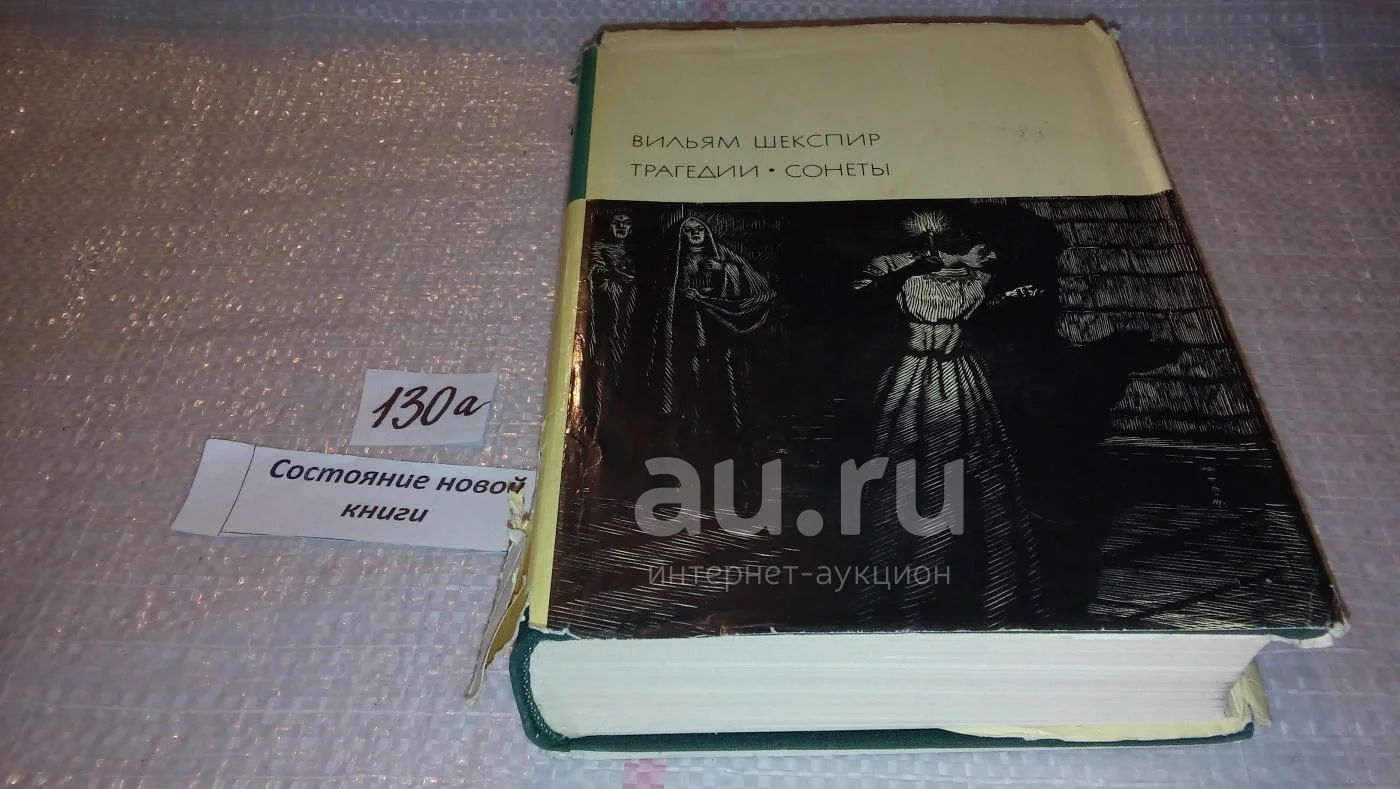 ВИЛЬЯМ ШЕКСПИР
ТРАГЕДИИ • СОНЕТЫ
130а
Состояние новой
книги
au.ru
интернет-аукцион